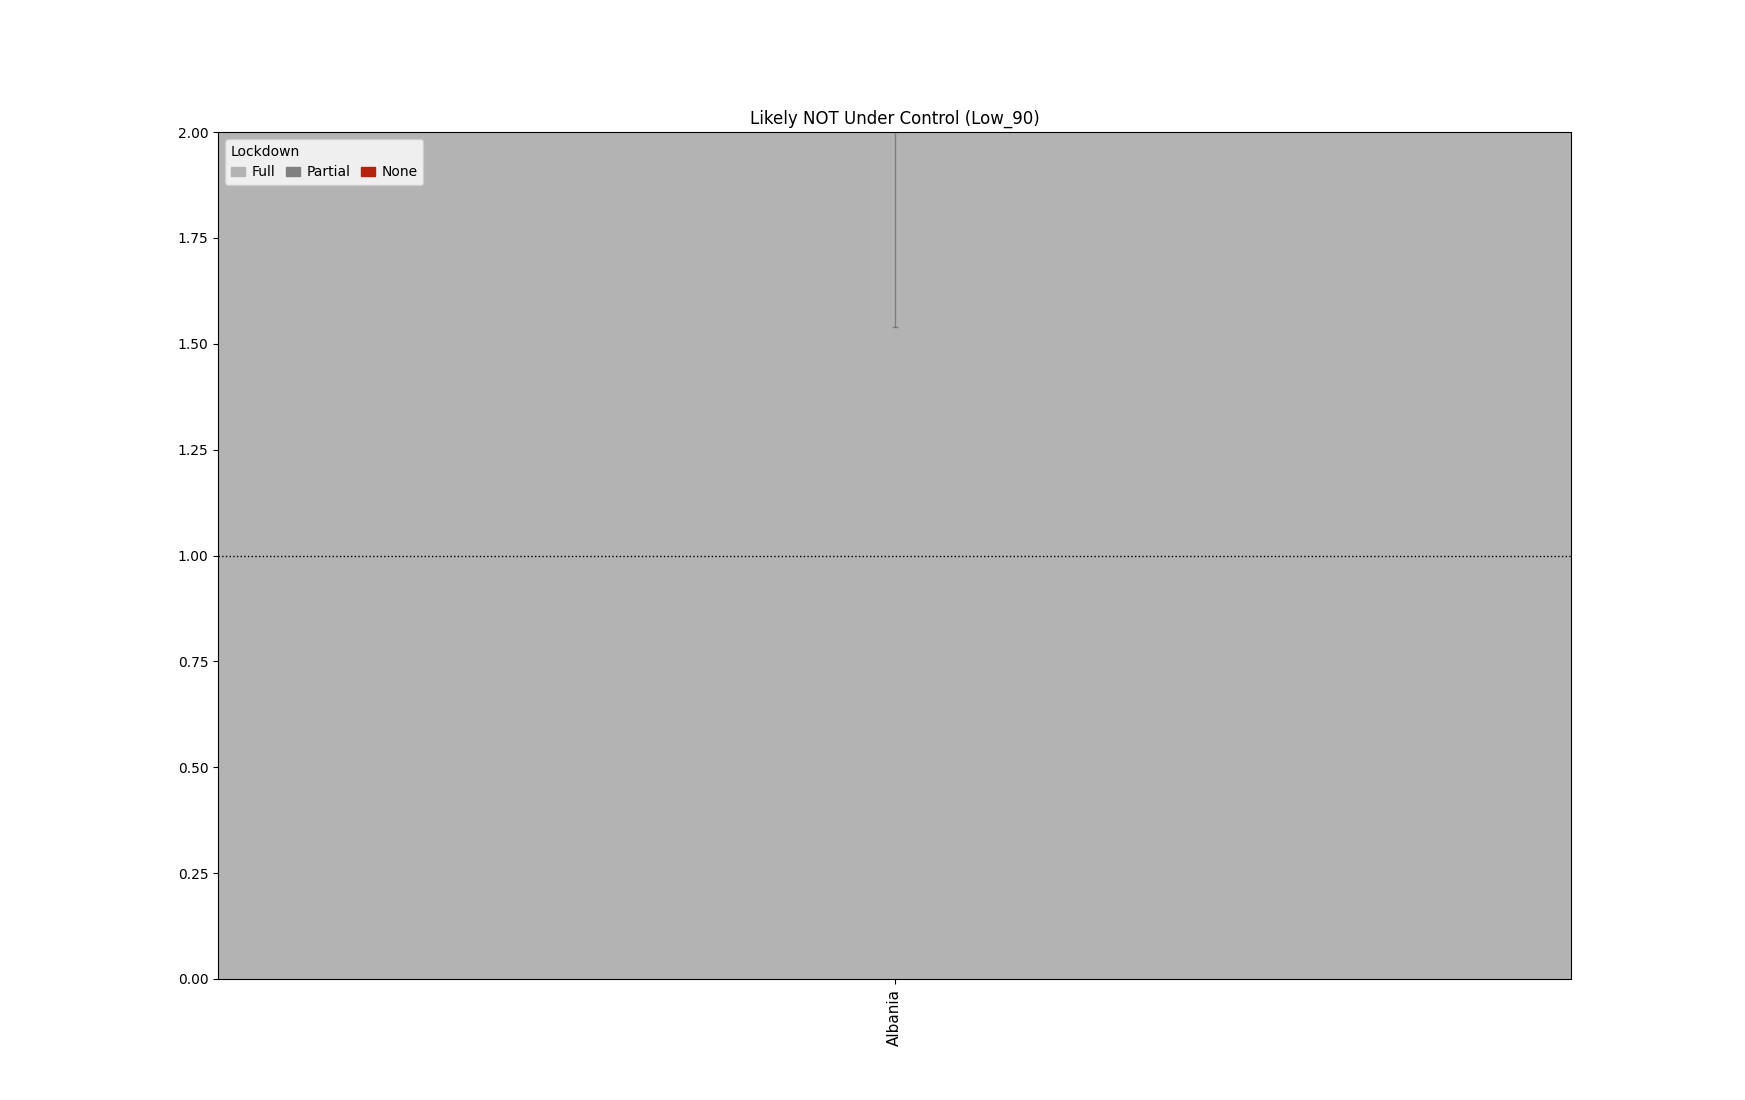 Likely NOT Under Control (Low_90)
Lockdown
Full Partial None
2.00
1.75
1.50
1.25
1.00
0.75
0.50
0.25
0.00
Albania